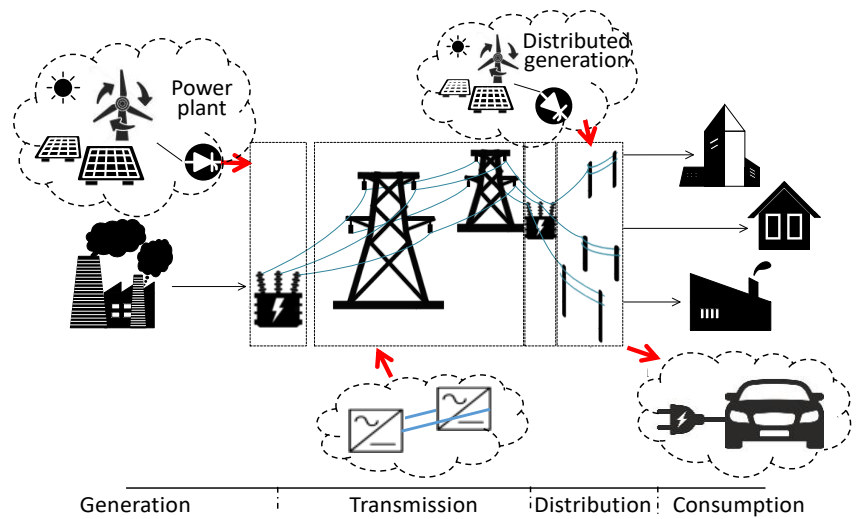 Distributed
generation
Power
plant
Generation
Transmission
Distribution
Consumption